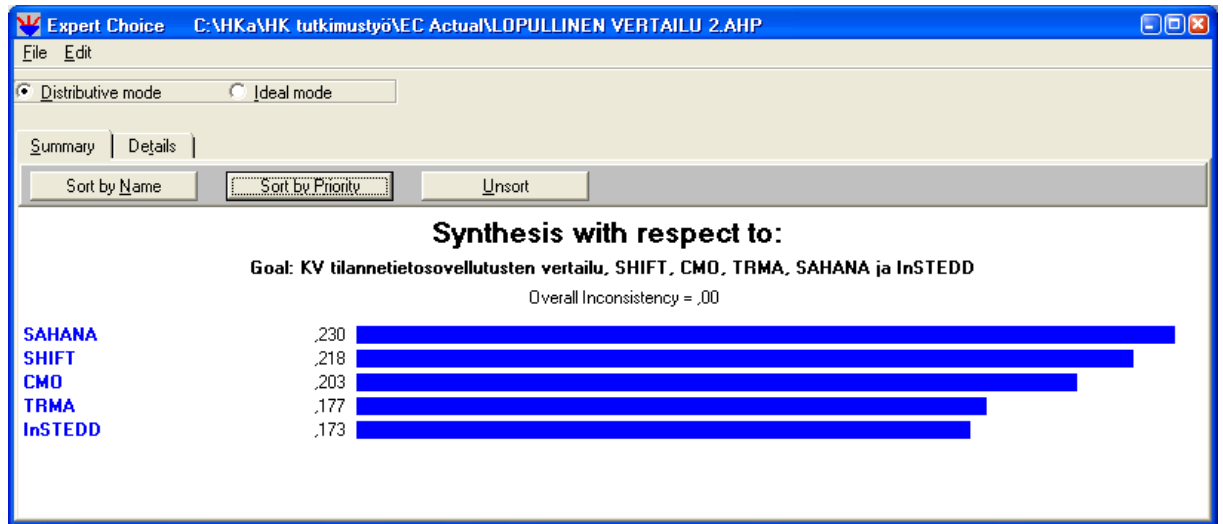 Expert Choice C:\HKa\HK tutkimustyö\EC Actual\LOPULLINEN VERTAILU 2.AHP
File Edit
Distributive mode Ideal mode
Summary Details
Sort by Name Sort by Priority Unsort
Synthesis with respect to:
Goal: KV tilannetietosovellutusten vertailu, SHIFT, CMO, TRMA, SAHANA ja InSTEDD
Overall Inconsistency = ,00
SAHANA ,230
SHIFT ,218
CMO ,203
TRMA ,177
InSTEDD ,173